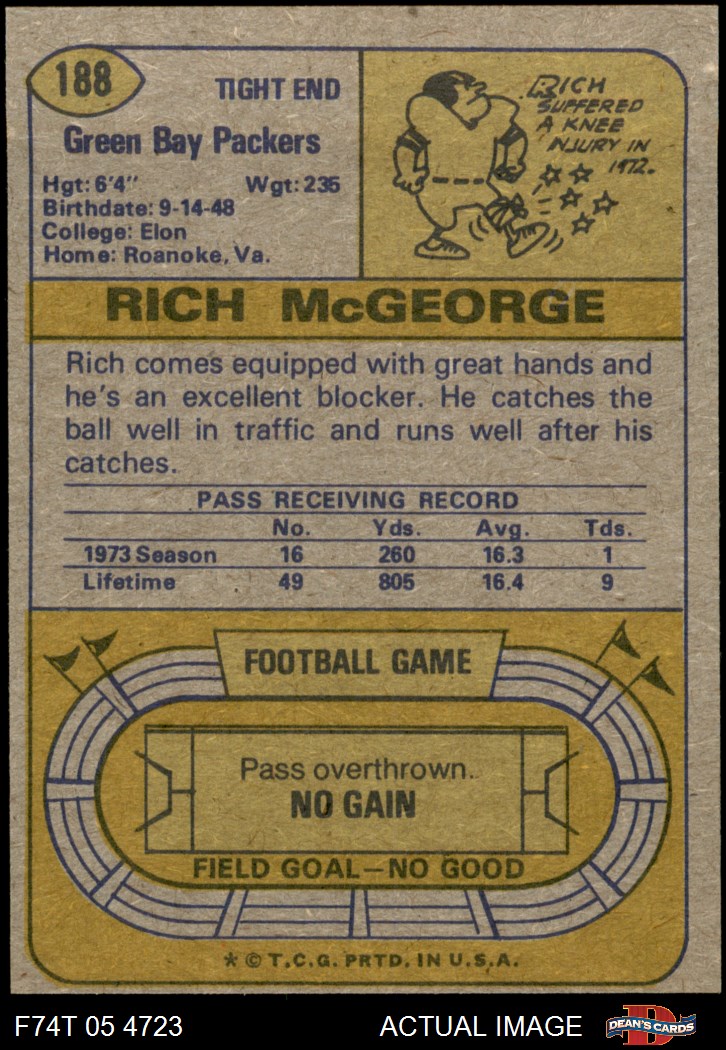 188
TIGHT END
Green Bay Packers
Hgt: 6'4" Wgt: 235
Birthdate: 9-14-48
College: Elon
Home: Roanoke, Va.
RICH
SUFFERED
A KNEE
INJURY IN
1972.
RICH McGEORGE
Rich comes equipped with great hands and
he's an excellent blocker. He catches the
ball well in traffic and runs well after his
catches.
PASS RECEIVING RECORD
No. Yds. Avg. Tds.
1973 Season 16 260 16.3 1
Lifetime 49 805 16.4 9
FOOTBALL GAME
Pass overthrown.
NO GAIN
FIELD GOAL—NO GOOD
* © T.C.G. PRTD. IN U.S.A.
F74T 05 4723 ACTUAL IMAGE
D
DEAN'S CARDS